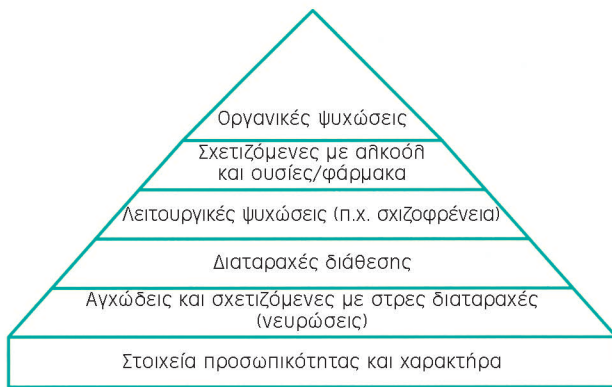 Οργανικές ψυχώσεις
Σχετιζόμενες με αλκοόλ
και ουσίες/φάρμακα
Λειτουργικές ψυχώσεις (π.χ. σχιζοφρένεια)
Διαταραχές διάθεσης
Αγχώδεις και σχετιζόμενες με στρες διαταραχές
(νευρώσεις)
Στοιχεία προσωπικότητας και χαρακτήρα